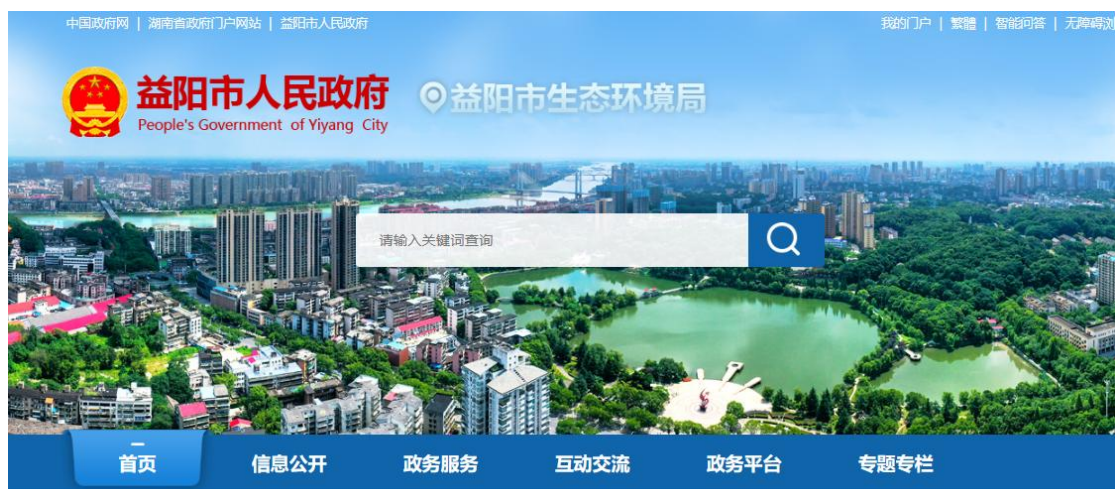 中国政府网 | 湖南省政府门户网站 | 益阳市人民政府
我的门户 | 繁體 | 智能问答 | 无障碍浏
益阳市人民政府
People's Government of Yiyang City
益阳市生态环境局
请输入关键词查询
首页 信息公开 政务服务 互动交流 政务平台 专题专栏